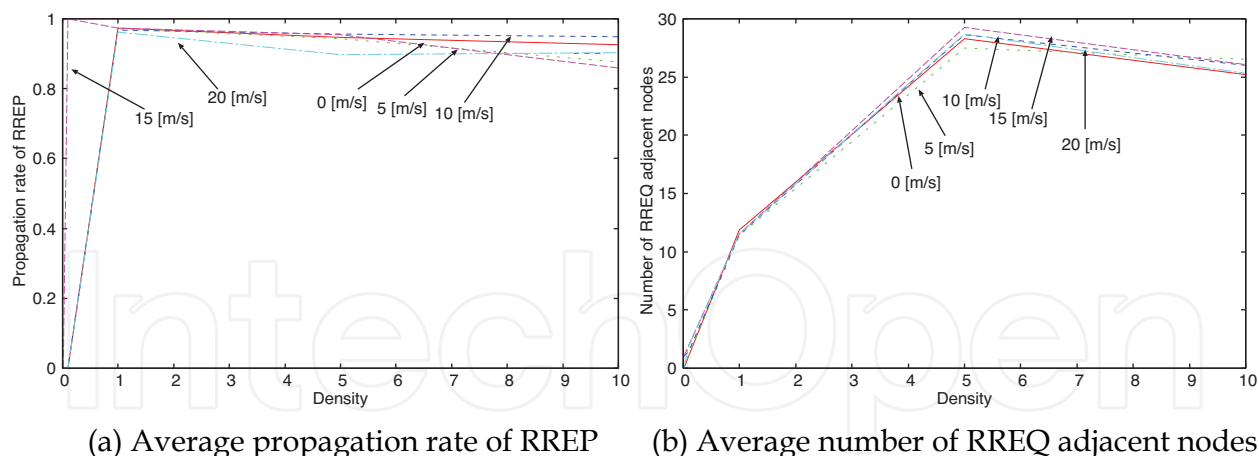 1
0.8
0.6
0.4
0.2
0
Propagation rate of RREP
15 [m/s]
20 [m/s]
0 [m/s]
5 [m/s]
10 [m/s]
0 1 2 3 4 5 6 7 8 9 10
Density
(a) Average propagation rate of RREP
30
25
20
15
10
5
0
Number of RREQ adjacent nodes
10 [m/s]
15 [m/s]
20 [m/s]
5 [m/s]
0 [m/s]
0 1 2 3 4 5 6 7 8 9 10
Density
(b) Average number of RREQ adjacent nodes
IntechOpen